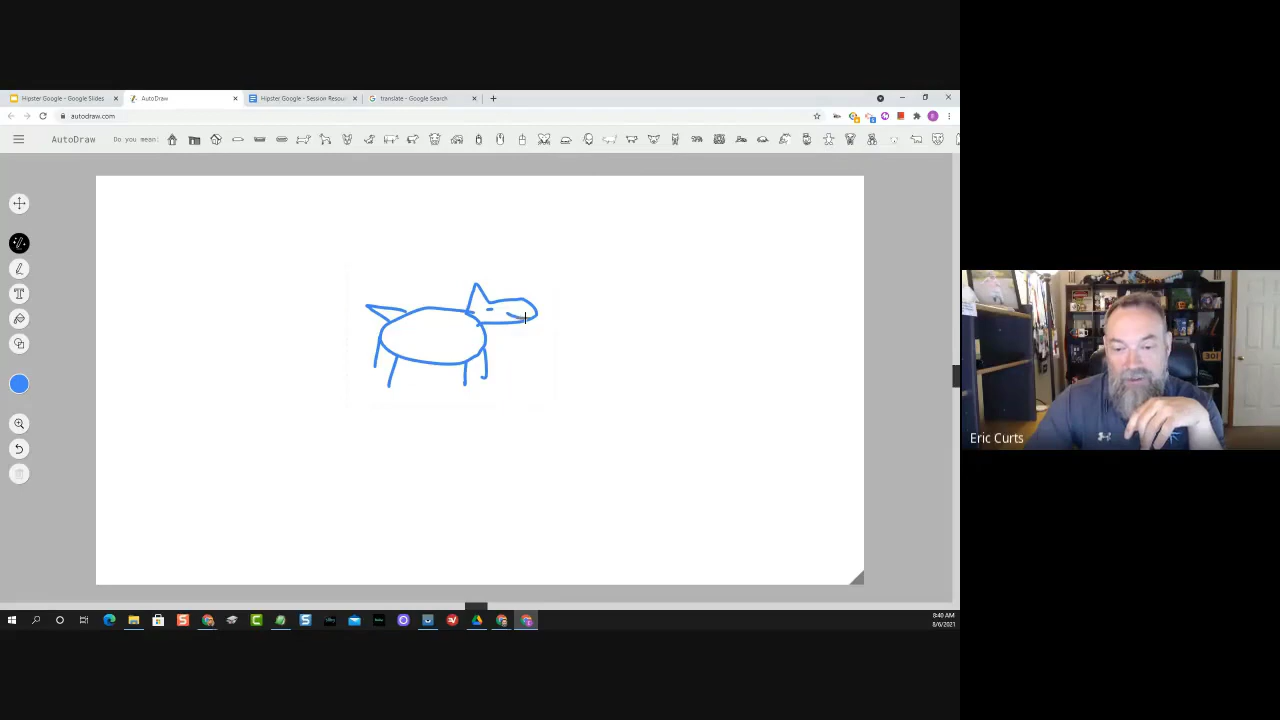 Hipster Google - Google Slides
AutoDraw
Hipster Google - Session Resour
translate - Google Search
autodraw.com
AutoDraw
Do you mean:
T
Eric Curts
8:40 AM
8/6/2021